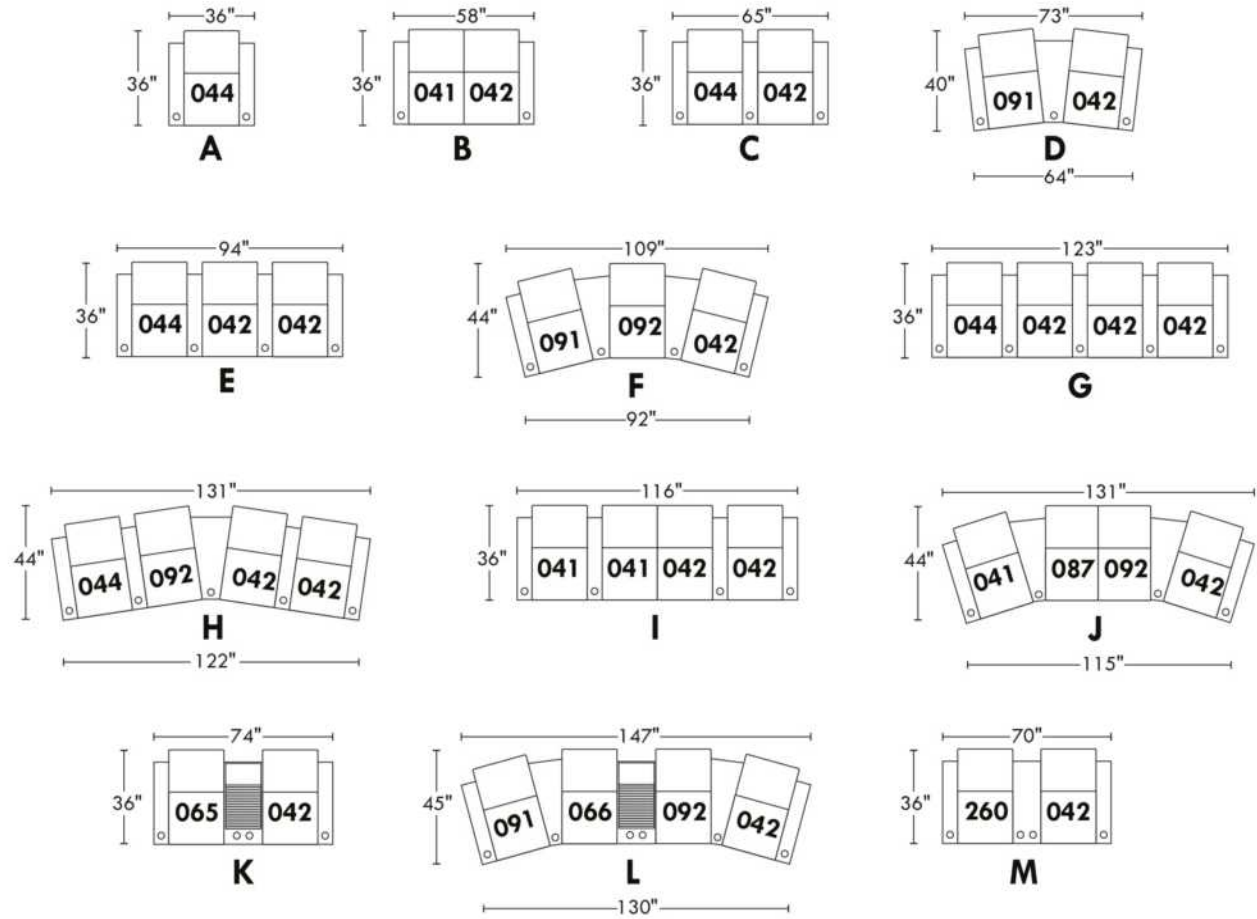 36" 58" 65" 73"
36" 044 36" 041 042 36" 044 042 40" 091 042
A B C D
64"
94" 109" 123"
36" 044 042 042 44" 091 092 042 36" 044 042 042 042
E F G
92"
131" 116" 131"
44" 044 092 042 042 36" 041 041 042 042 44" 041 087 092 042
H I J
122" 115"
74" 147" 70"
36" 065 042 45" 091 066 092 042 36" 260 042
K L M
130"